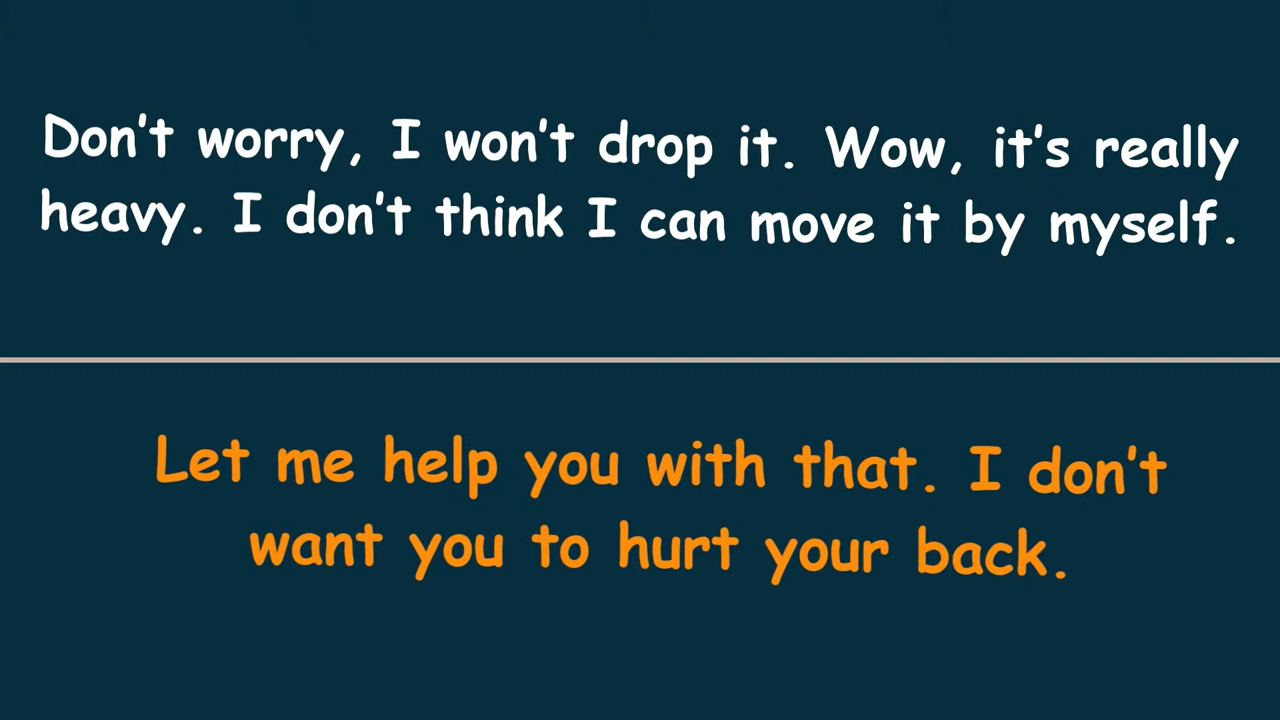 Don't worry, I won't drop it. Wow, it's really
heavy. I don't think I can move it by myself.
Let me help you with that. I don't
want you to hurt your back.